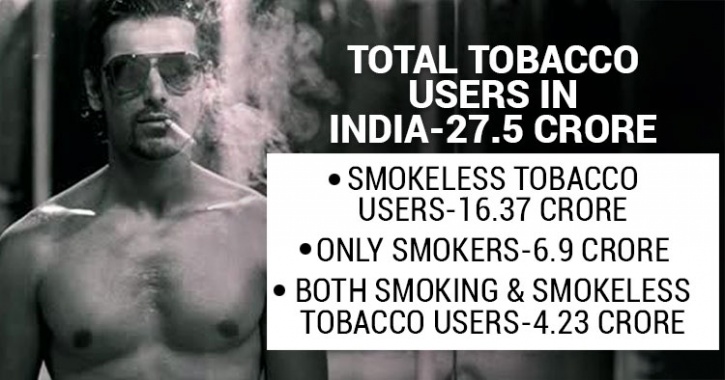 TOTAL TOBACCO
USERS IN
INDIA-27.5 CRORE
• SMOKELESS TOBACCO
USERS-16.37 CRORE
• ONLY SMOKERS-6.9 CRORE
• BOTH SMOKING & SMOKELESS
TOBACCO USERS-4.23 CRORE